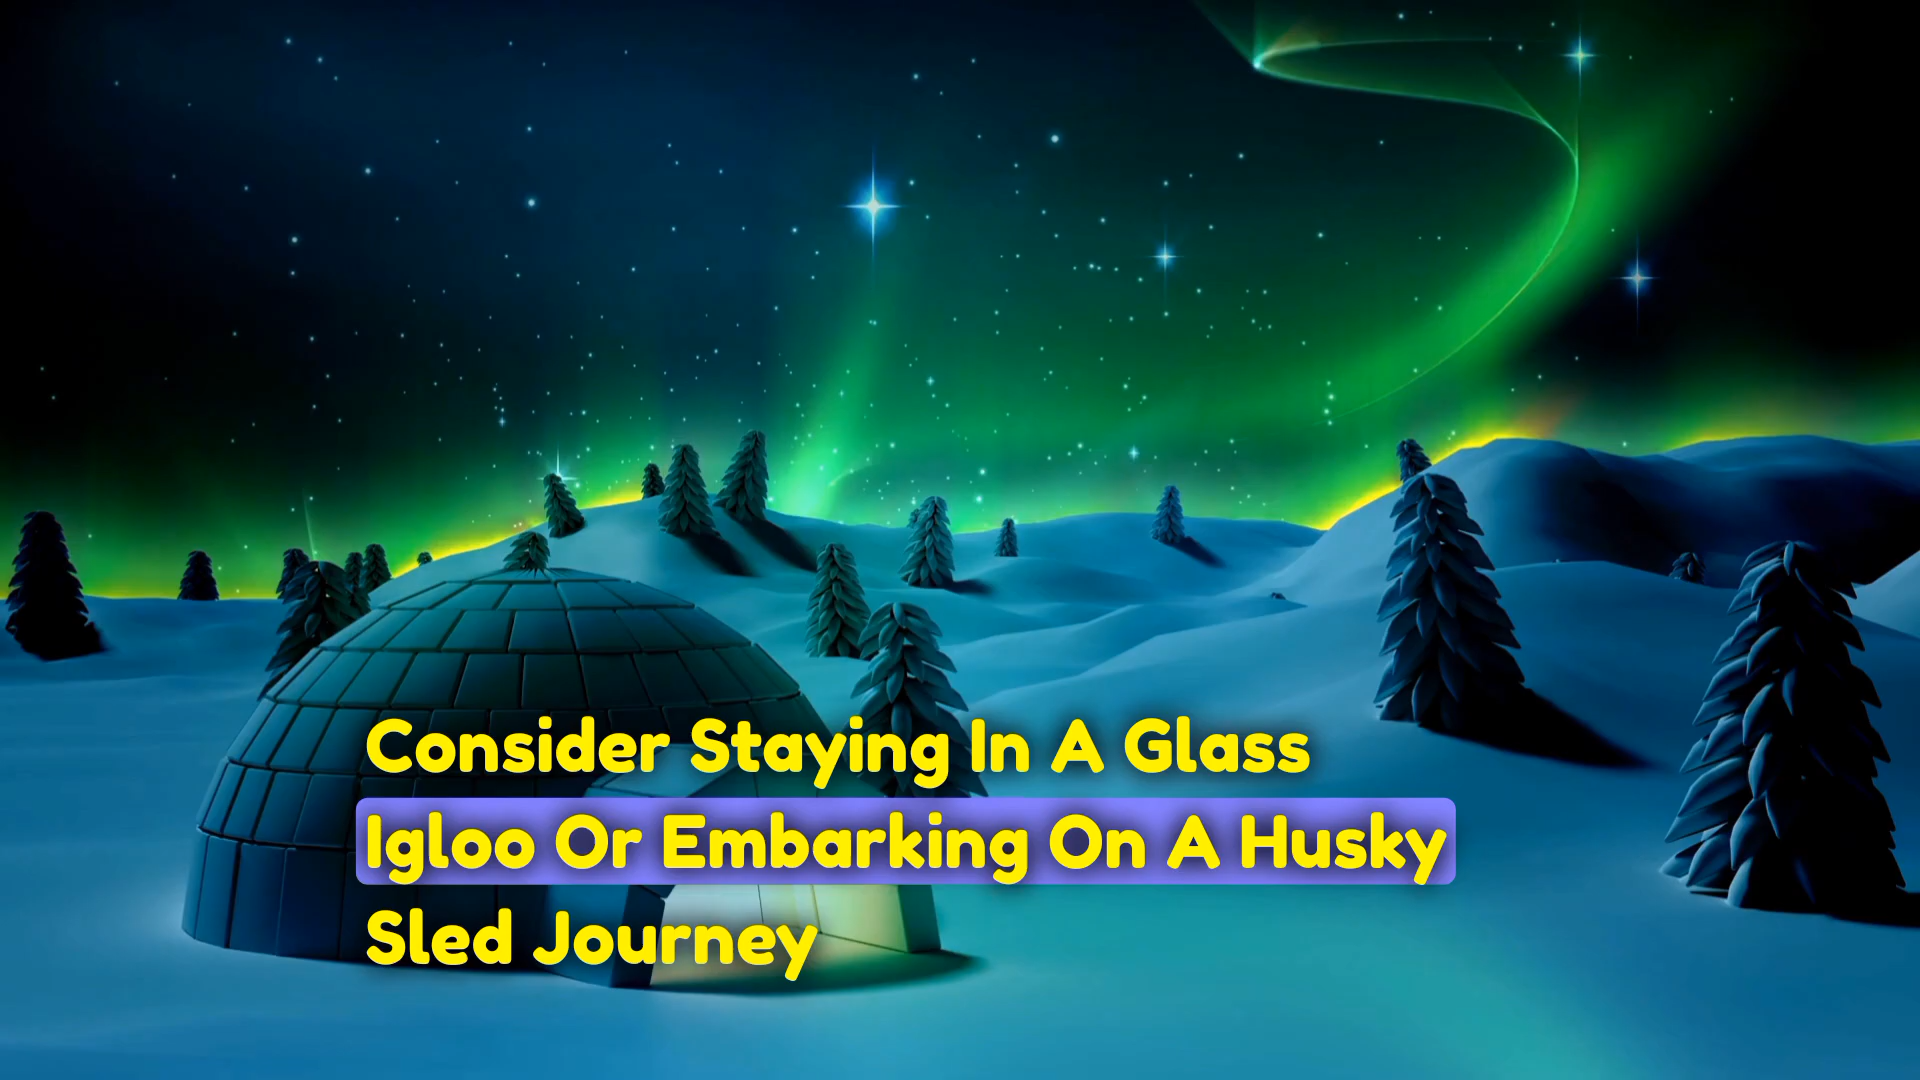 Consider Staying In A Glass
Igloo Or Embarking On A Husky
Sled Journey